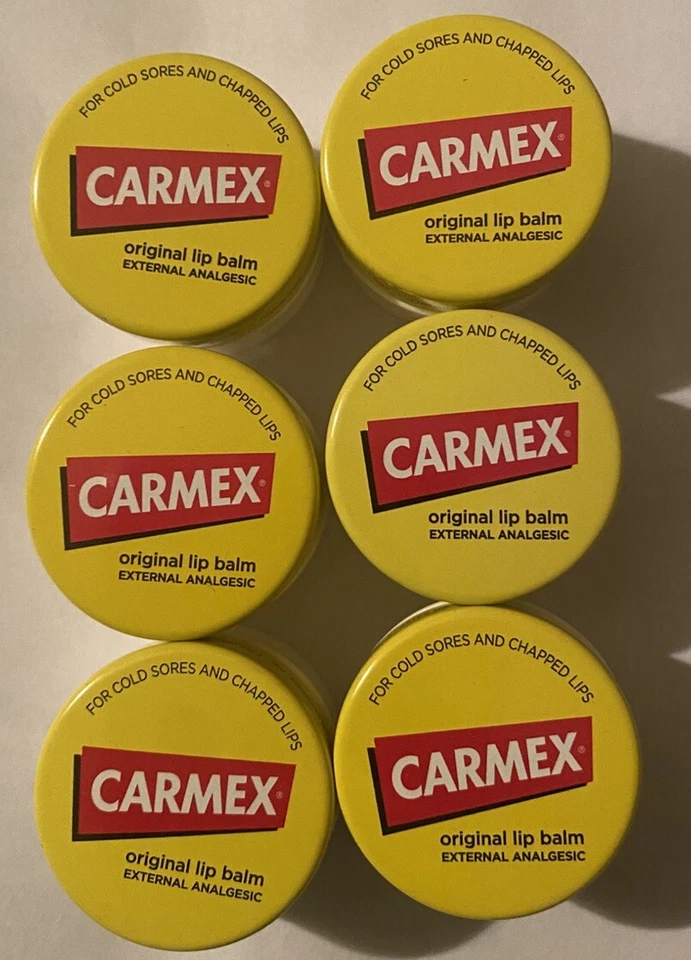 FOR COLD SORES AND CHAPPED LIPS
CARMEX®
original lip balm
EXTERNAL ANALGESIC
FOR COLD SORES AND CHAPPED LIPS
CARMEX®
original lip balm
EXTERNAL ANALGESIC
FOR COLD SORES AND CHAPPED LIPS
CARMEX®
original lip balm
EXTERNAL ANALGESIC
FOR COLD SORES AND CHAPPED LIPS
CARMEX®
original lip balm
EXTERNAL ANALGESIC
FOR COLD SORES AND CHAPPED LIPS
CARMEX®
original lip balm
EXTERNAL ANALGESIC
FOR COLD SORES AND CHAPPED LIPS
CARMEX®
original lip balm
EXTERNAL ANALGESIC